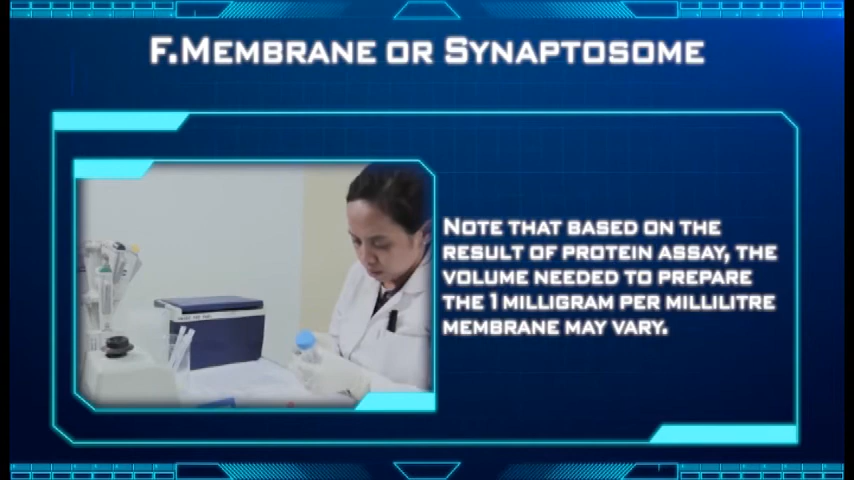 F.Membrane or Synaptosome
Note that based on the
result of protein assay, the
volume needed to prepare
the 1 milligram per millilitre
membrane may vary.